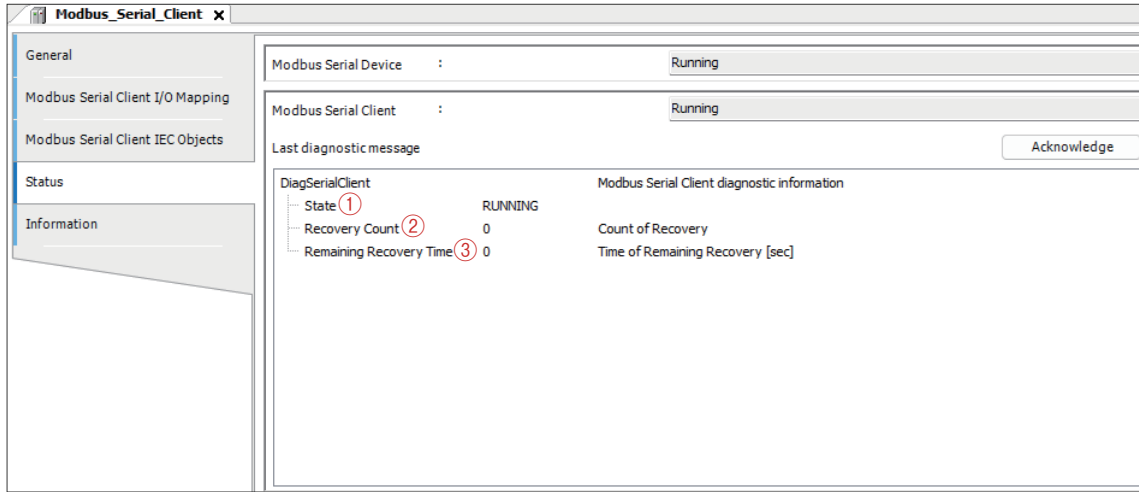 Modbus_Serial_Client x
General
Modbus Serial Client I/O Mapping
Modbus Serial Client IEC Objects
Status
Information
Modbus Serial Device : Running
Modbus Serial Client : Running
Last diagnostic message Acknowledge
DiagSerialClient Modbus Serial Client diagnostic information
State ① RUNNING
Recovery Count ② 0 Count of Recovery
Remaining Recovery Time ③ 0 Time of Remaining Recovery [sec]